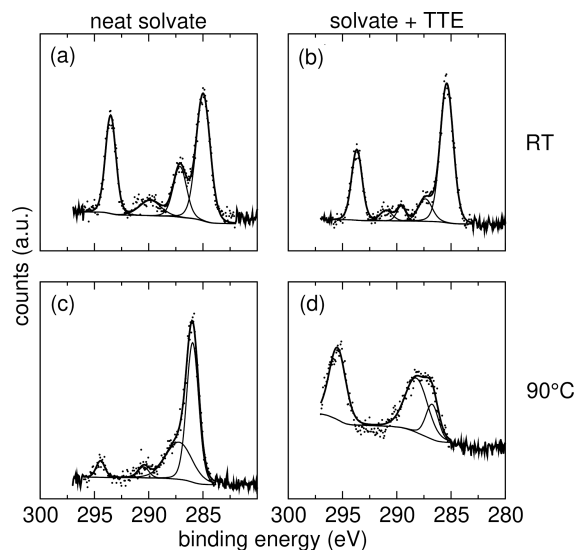 neat solvate solvate + TTE
(a) (b)
RT
counts (a.u.)
(c) (d)
90°C
300 295 290 285 300 295 290 285 280
binding energy (eV)